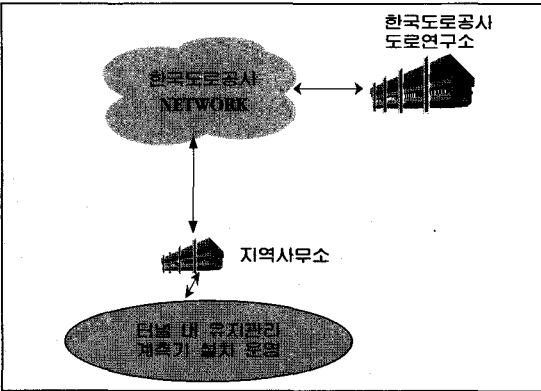 한국도로공사
도로연구소
한국도로공사
NETWORK
지역사무소
터널 내 유지관리
계측기 설치 운영